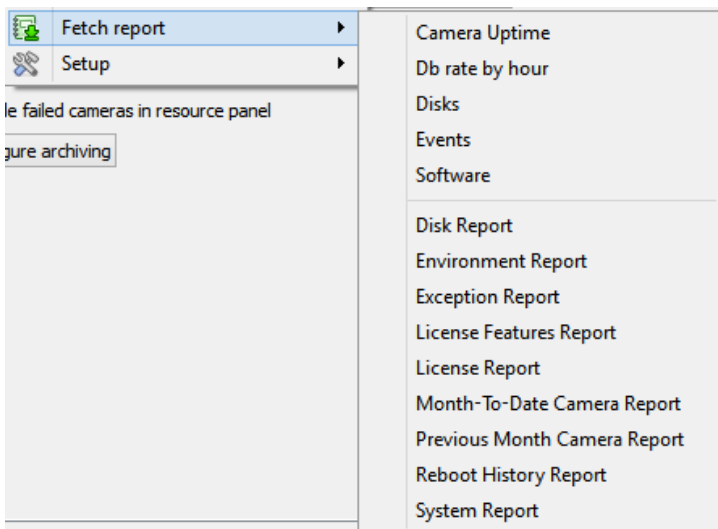 Fetch report
Setup
le failed cameras in resource panel
gure archiving
Camera Uptime
Db rate by hour
Disks
Events
Software
Disk Report
Environment Report
Exception Report
License Features Report
License Report
Month-To-Date Camera Report
Previous Month Camera Report
Reboot History Report
System Report